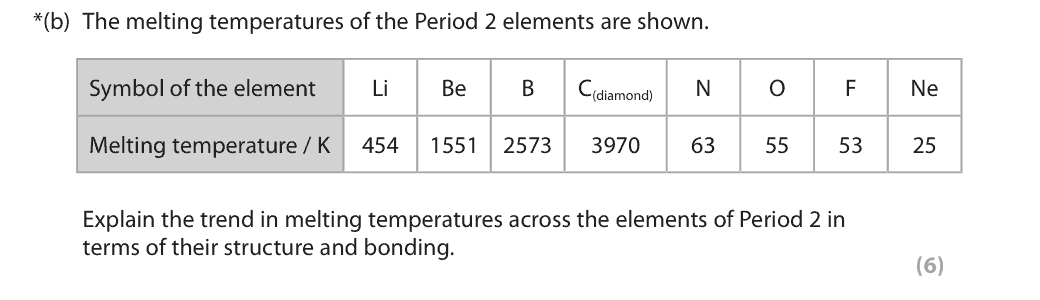 *(b) The melting temperatures of the Period 2 elements are shown.
Symbol of the element Li Be B C(diamond) N O F Ne
Melting temperature / K 454 1551 2573 3970 63 55 53 25
Explain the trend in melting temperatures across the elements of Period 2 in
terms of their structure and bonding.
(6)